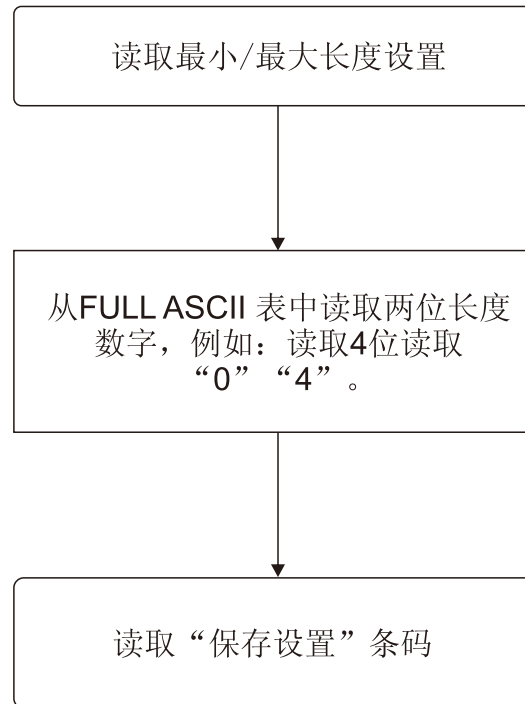 读取最小/最大长度设置
从FULL ASCII 表中读取两位长度
数字，例如：读取4位读取
“0”“4”。
读取“保存设置”条码